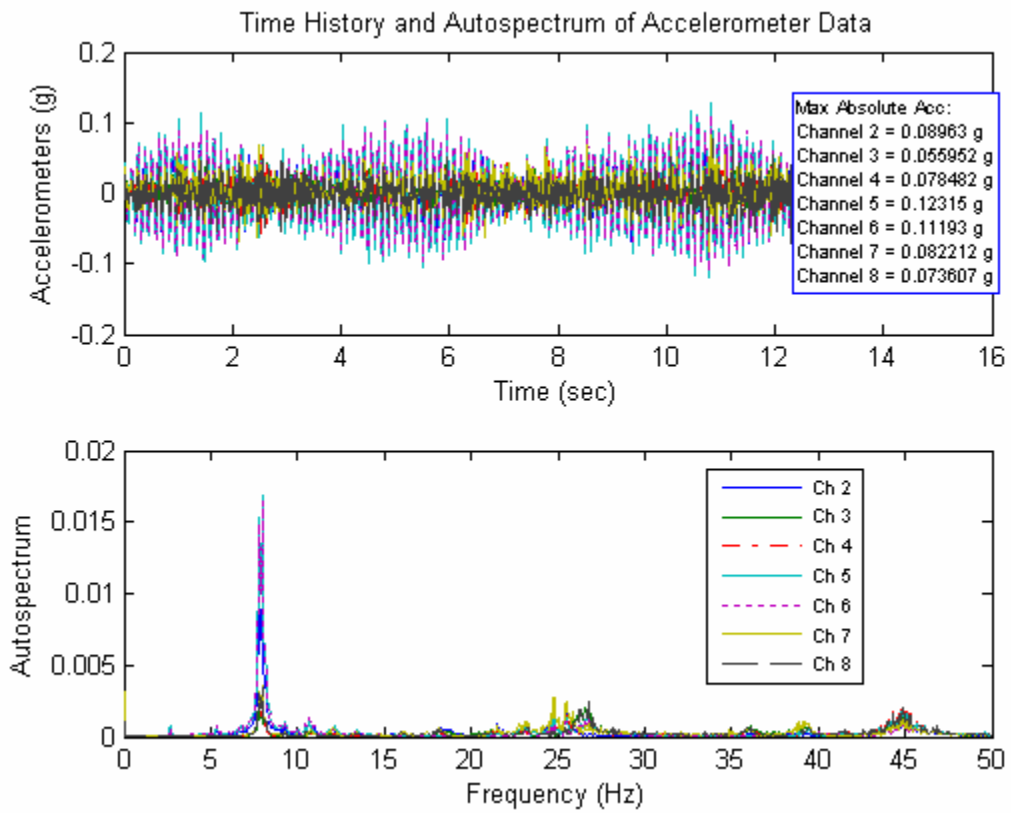 Time History and Autospectrum of Accelerometer Data
Accelerometers (g)
0.2
0.1
0
-0.1
-0.2
Max Absolute Acc:
Channel 2 = 0.08963 g
Channel 3 = 0.055952 g
Channel 4 = 0.078482 g
Channel 5 = 0.12315 g
Channel 6 = 0.11193 g
Channel 7 = 0.082212 g
Channel 8 = 0.073607 g
0 2 4 6 8 10 12 14 16
Time (sec)
Autospectrum
0.02
0.015
0.01
0.005
0
Ch 2
Ch 3
Ch 4
Ch 5
Ch 6
Ch 7
Ch 8
0 5 10 15 20 25 30 35 40 45 50
Frequency (Hz)